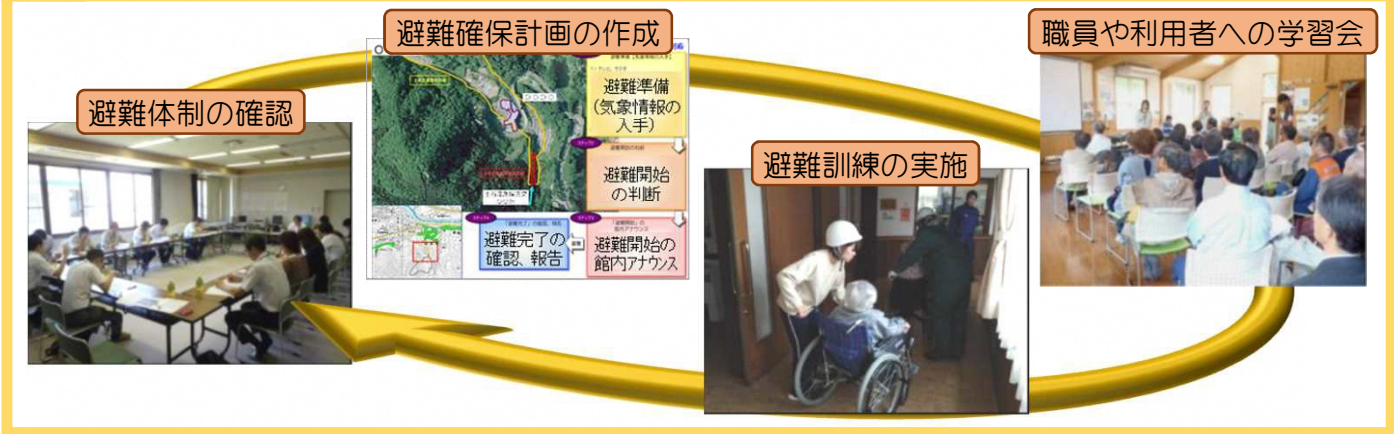 避難体制の確認
避難確保計画の作成
避難準備
(気象情報の
入手)
避難開始
の判断
避難開始の
館内アナウンス
避難完了の
確認、報告
避難訓練の実施
職員や利用者への学習会